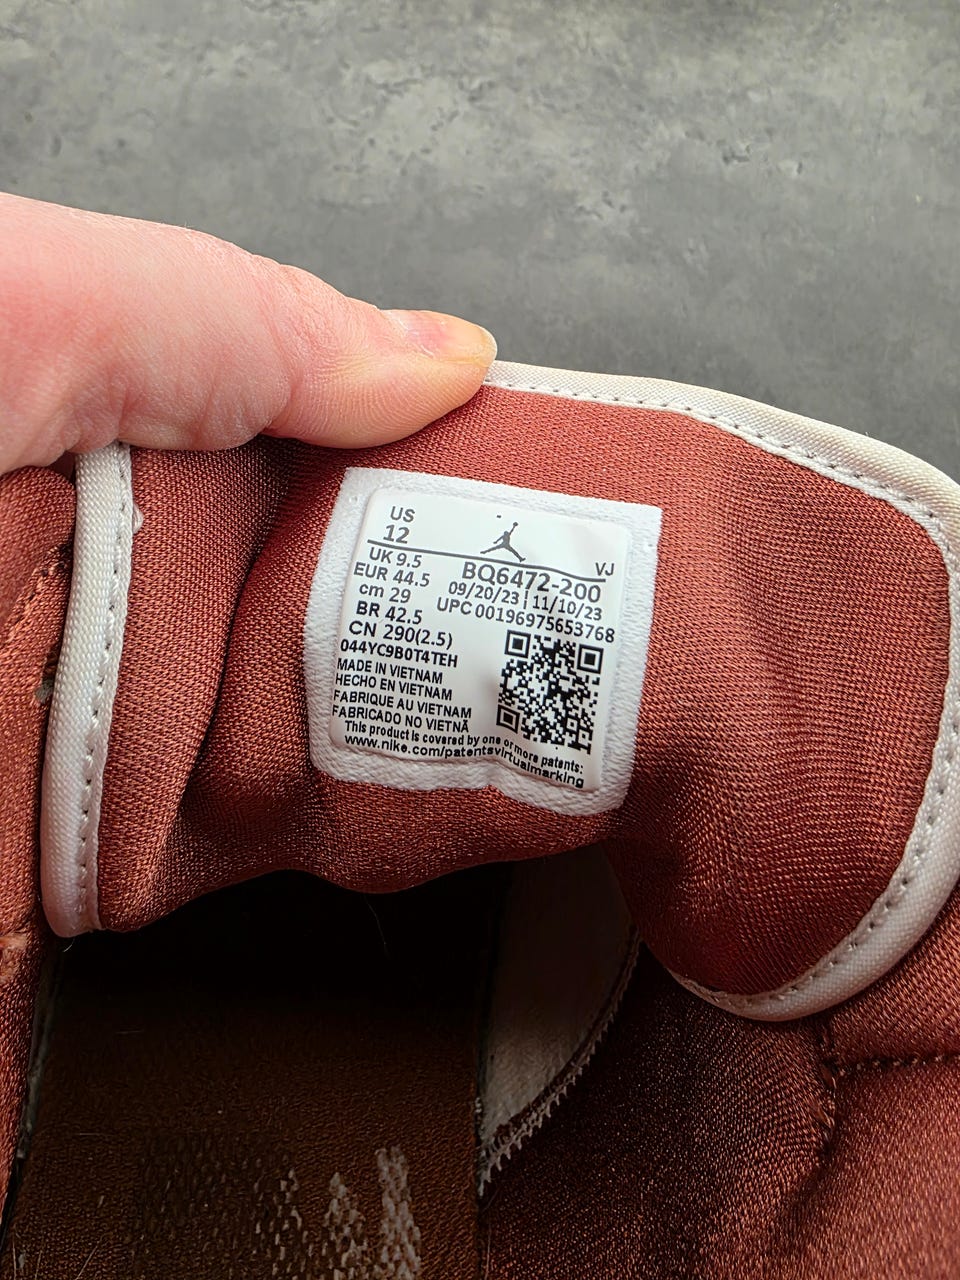 US
12
VJ
UK 9.5
BQ6472-200
EUR 44.5
09/20/23 | 11/10/23
cm 29
UPC 00196975653768
BR 42.5
CN 290(2.5)
044YC9B0T4TEH
MADE IN VIETNAM
HECHO EN VIETNAM
FABRIQUE AU VIETNAM
FABRICADO NO VIETNÃ
This product is covered by one or more patents:
www.nike.com/patentsvirtualmarking